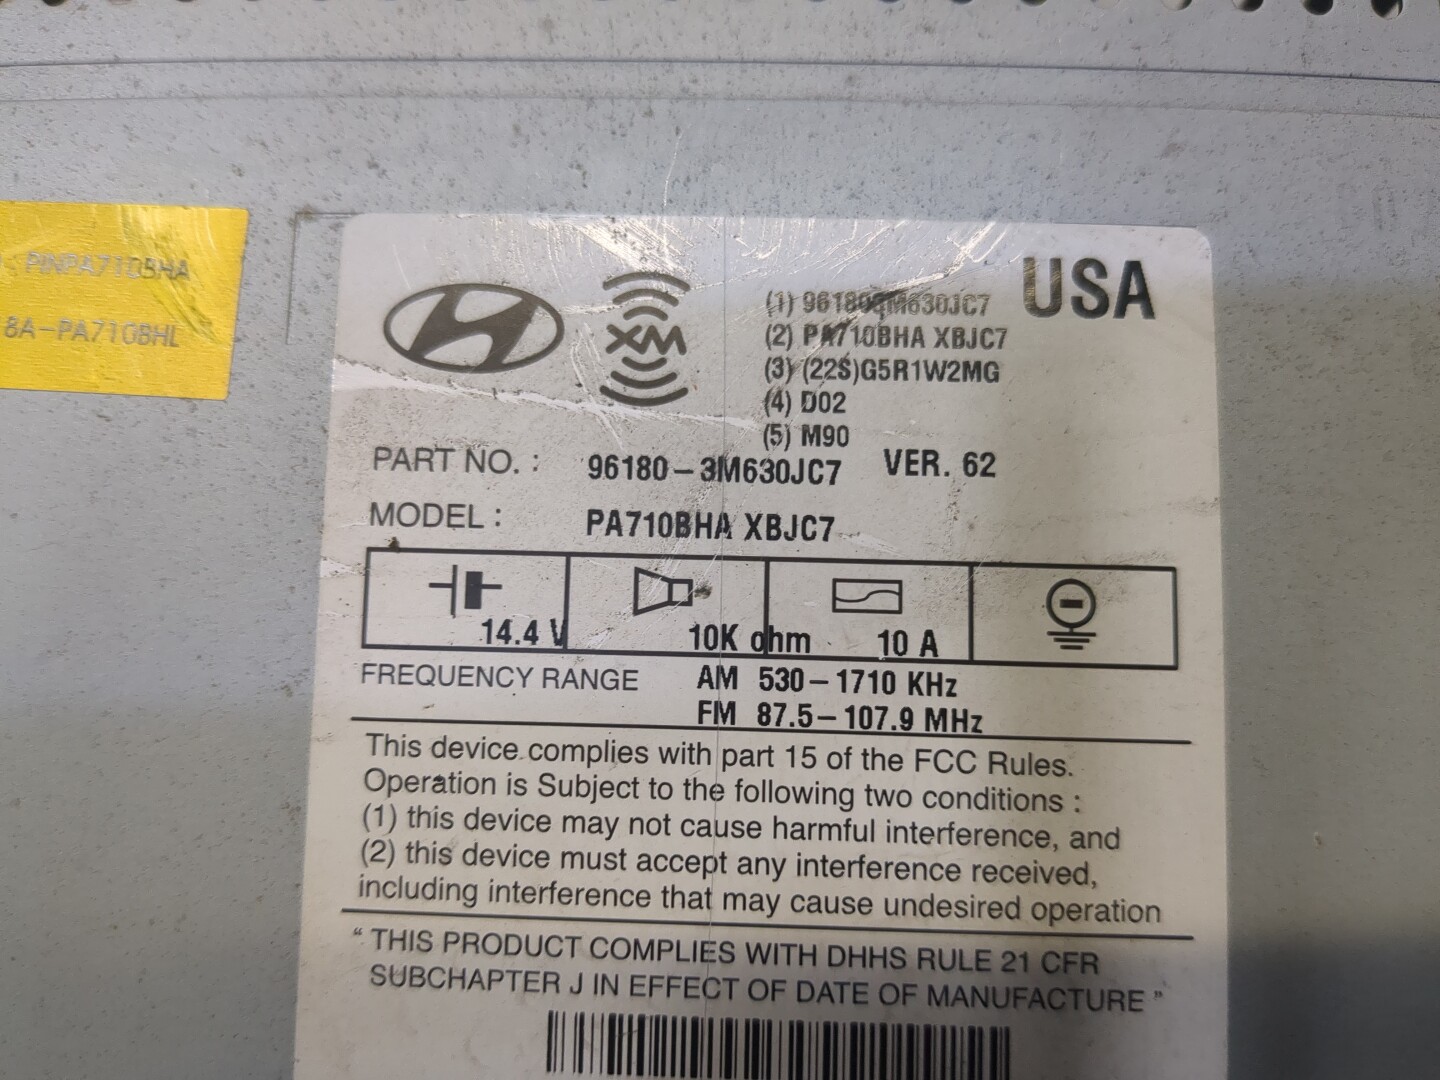 PINPA710BHA
8A-PA710BHL
XM
USA
(1) 961803M630JC7
(2) PA710BHA XBJC7
(3) (22S)G5R1W2MG
(4) D02
(5) M90
PART NO. : 96180-3M630JC7 VER. 62
MODEL : PA710BHA XBJC7
14.4 V 10K ohm 10 A
FREQUENCY RANGE AM 530-1710 KHz
FM 87.5-107.9 MHz
This device complies with part 15 of the FCC Rules.
Operation is Subject to the following two conditions :
(1) this device may not cause harmful interference, and
(2) this device must accept any interference received,
including interference that may cause undesired operation
“ THIS PRODUCT COMPLIES WITH DHHS RULE 21 CFR
SUBCHAPTER J IN EFFECT OF DATE OF MANUFACTURE ”